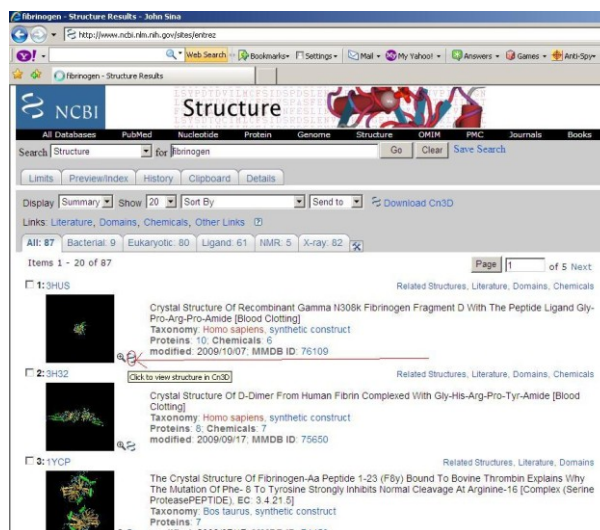 fibrinogen - Structure Results - John Sina
http://www.ncbi.nlm.nih.gov/sites/entrez
Y! Web Search Bookmarks Settings Mail My Yahoo! Answers Games Anti-Spy
fibrinogen - Structure Results
NCBI Structure
All Databases PubMed Nucleotide Protein Genome Structure OMIM PMC Journals Books
Search Structure for fibrinogen Go Clear Save Search
Limits Preview/Index History Clipboard Details
Display Summary Show 20 Sort By Send to Download Cn3D
Links: Literature, Domains, Chemicals, Other Links
All: 87 Bacterial: 9 Eukaryotic: 80 Ligand: 61 NMR: 5 X-ray: 82
Items 1 - 20 of 87 Page 1 of 5 Next
1: 3HUS Related Structures, Literature, Domains, Chemicals
Crystal Structure Of Recombinant Gamma N308k Fibrinogen Fragment D With The Peptide Ligand Gly-
Pro-Arg-Pro-Amide [Blood Clotting]
Taxonomy: Homo sapiens, synthetic construct
Proteins: 10; Chemicals: 6
modified: 2009/10/07; MMDB ID: 76109
Click to view structure in Cn3D
2: 3H32 Related Structures, Literature, Domains, Chemicals
Crystal Structure Of D-Dimer From Human Fibrin Complexed With Gly-His-Arg-Pro-Tyr-Amide [Blood
Clotting]
Taxonomy: Homo sapiens, synthetic construct
Proteins: 8; Chemicals: 7
modified: 2009/09/17; MMDB ID: 75650
3: 1YCP Related Structures, Literature, Domains
The Crystal Structure Of Fibrinogen-Aa Peptide 1-23 (F8y) Bound To Bovine Thrombin Explains Why
The Mutation Of Phe- 8 To Tyrosine Strongly Inhibits Normal Cleavage At Arginine-16 [Complex (Serine
ProteasePEPTIDE), EC: 3.4.21.5]
Taxonomy: Bos taurus, synthetic construct
Proteins: 7